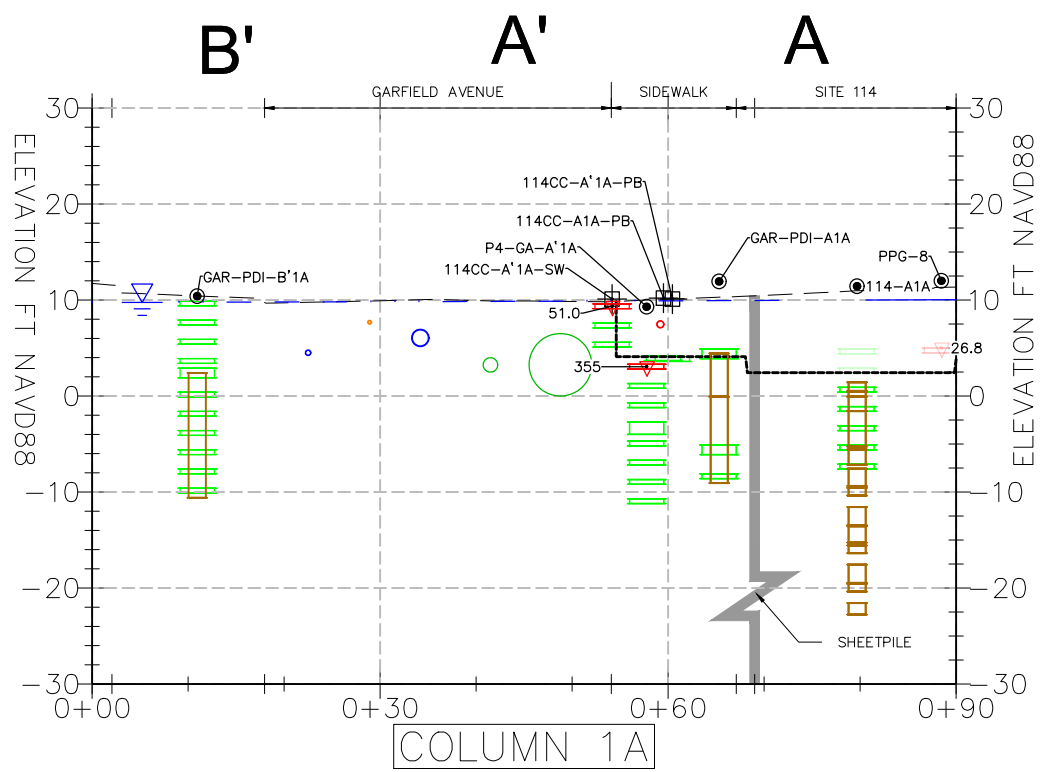 B' A' A
GARFIELD AVENUE SIDEWALK SITE 114
30 30
ELEVATION FT NAVD88
ELEVATION FT NAVD88
114CC-A'1A-PB
20 20
114CC-A1A-PB
P4-GA-A'1A GAR-PDI-A1A
114CC-A'1A-SW PPG-8
GAR-PDI-B'1A 114-A1A
10 10
51.0
26.8
355
0 0
-10 -10
-20 -20
SHEETPILE
-30 -30
0+00 0+30 0+60 0+90
COLUMN 1A